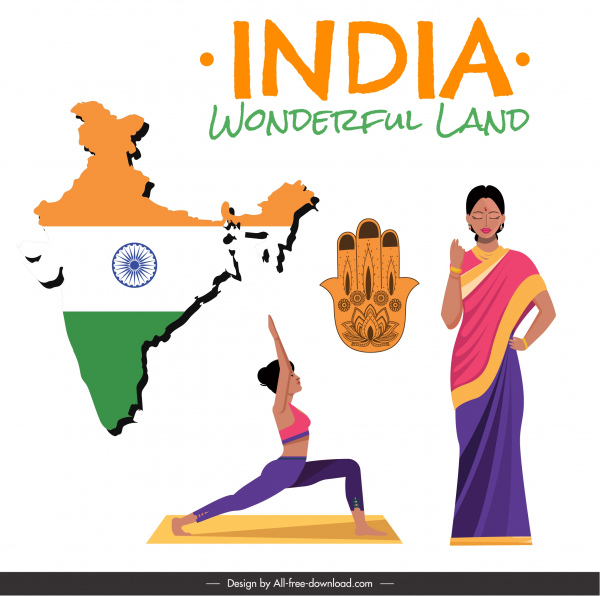 • INDIA •
WONDERFUL LAND
Design by All-free-download.com